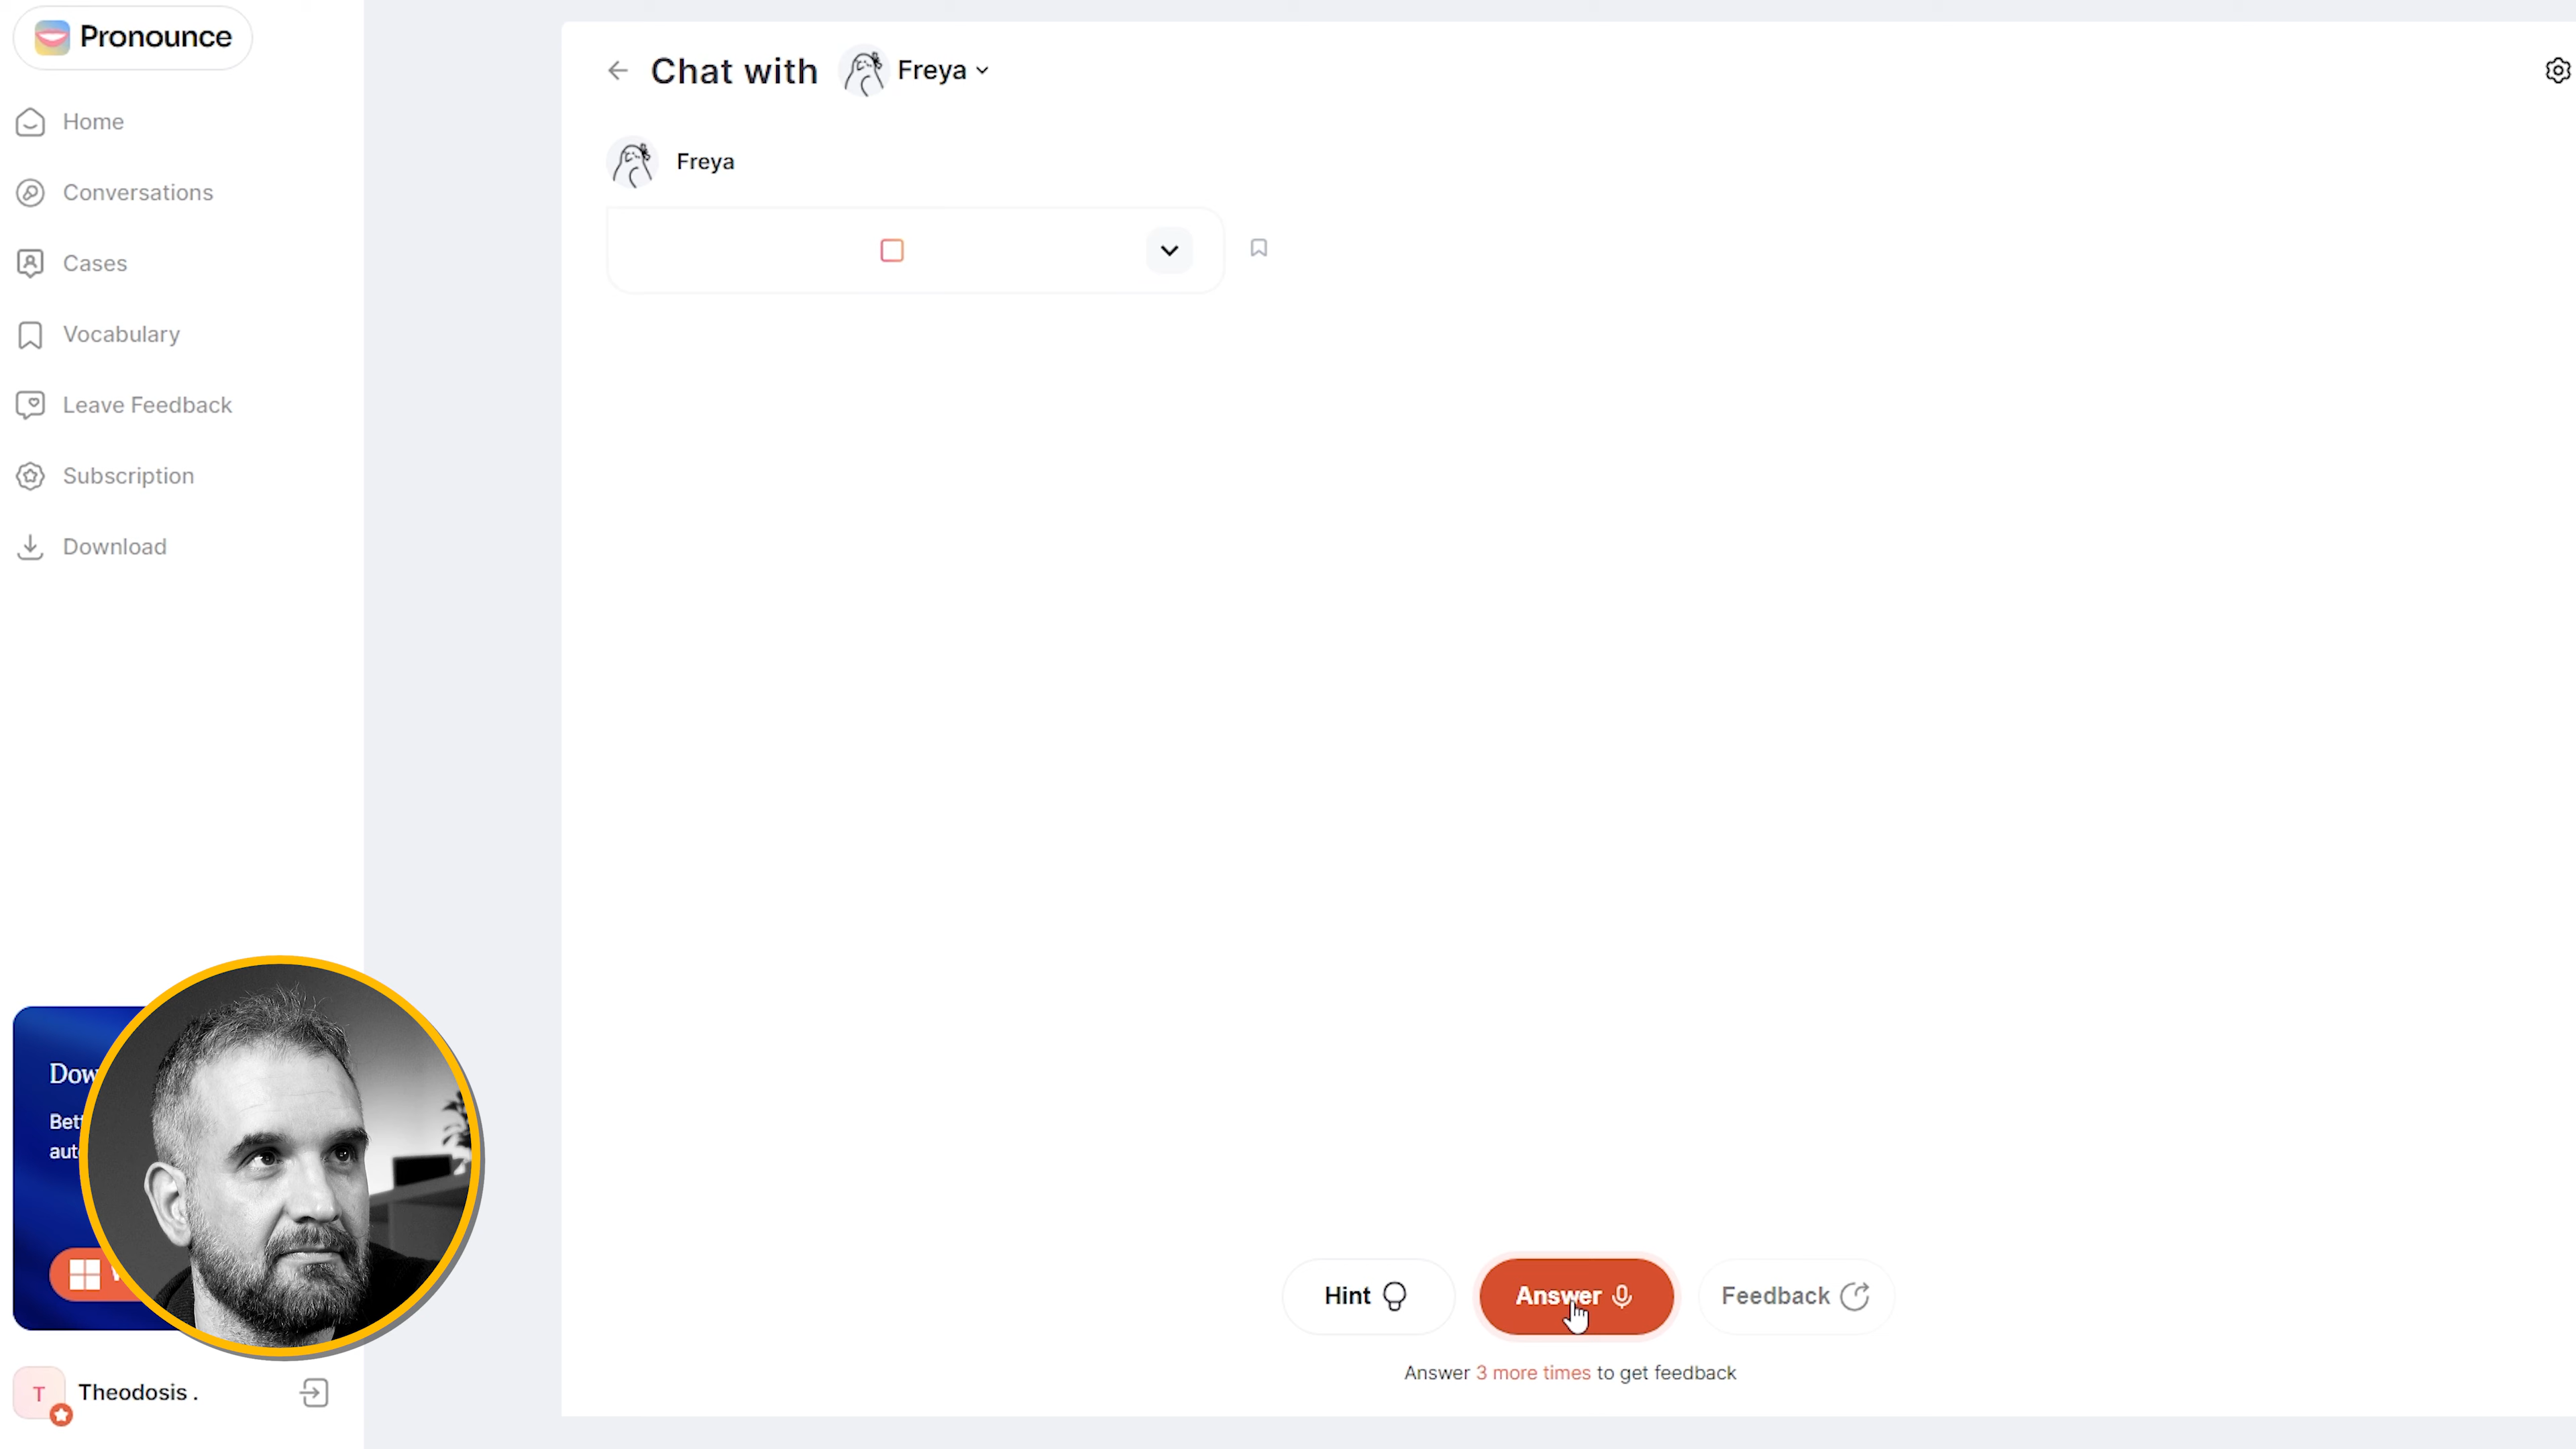 Pronounce
Home
Conversations
Cases
Vocabulary
Leave Feedback
Subscription
Download
Chat with Freya
Freya
Hint
Answer
Feedback
Answer 3 more times to get feedback
T
Theodosis .